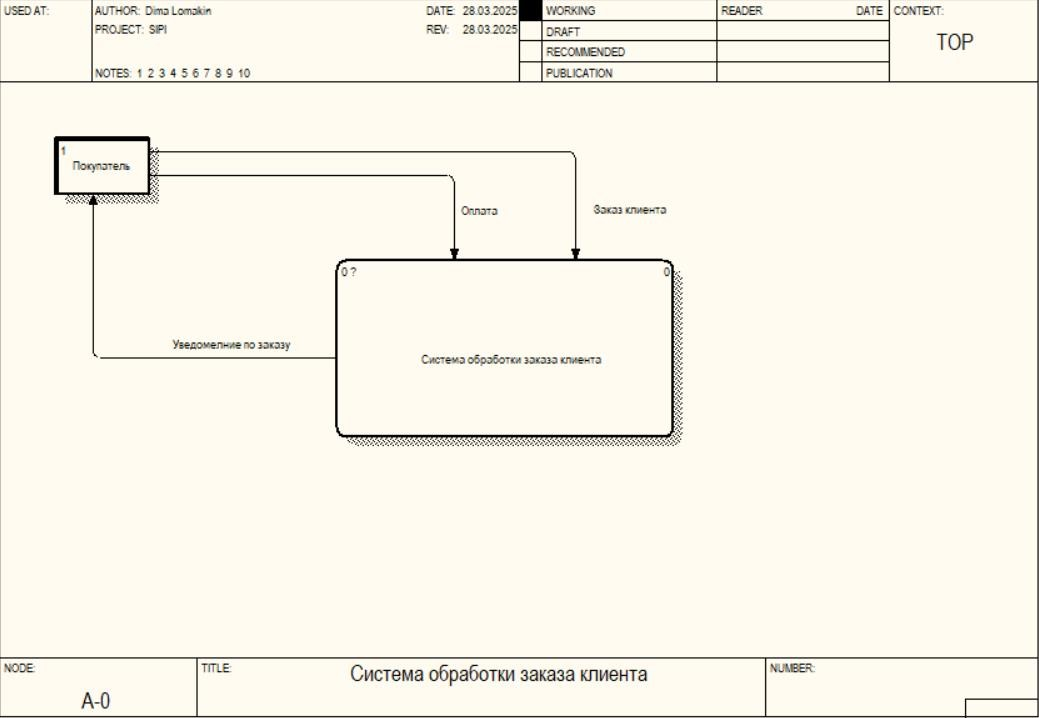 USED AT:
AUTHOR: Dima Lomakin
DATE: 28.03.2025
WORKING
READER
DATE
CONTEXT:
PROJECT: SIPI
REV: 28.03.2025
DRAFT
TOP
RECOMMENDED
NOTES: 1 2 3 4 5 6 7 8 9 10
PUBLICATION
1
Покупатель
Оплата
Заказ клиента
0 ?
0
Уведомелние по заказу
Система обработки заказа клиента
NODE:
TITLE:
Система обработки заказа клиента
NUMBER:
A-0